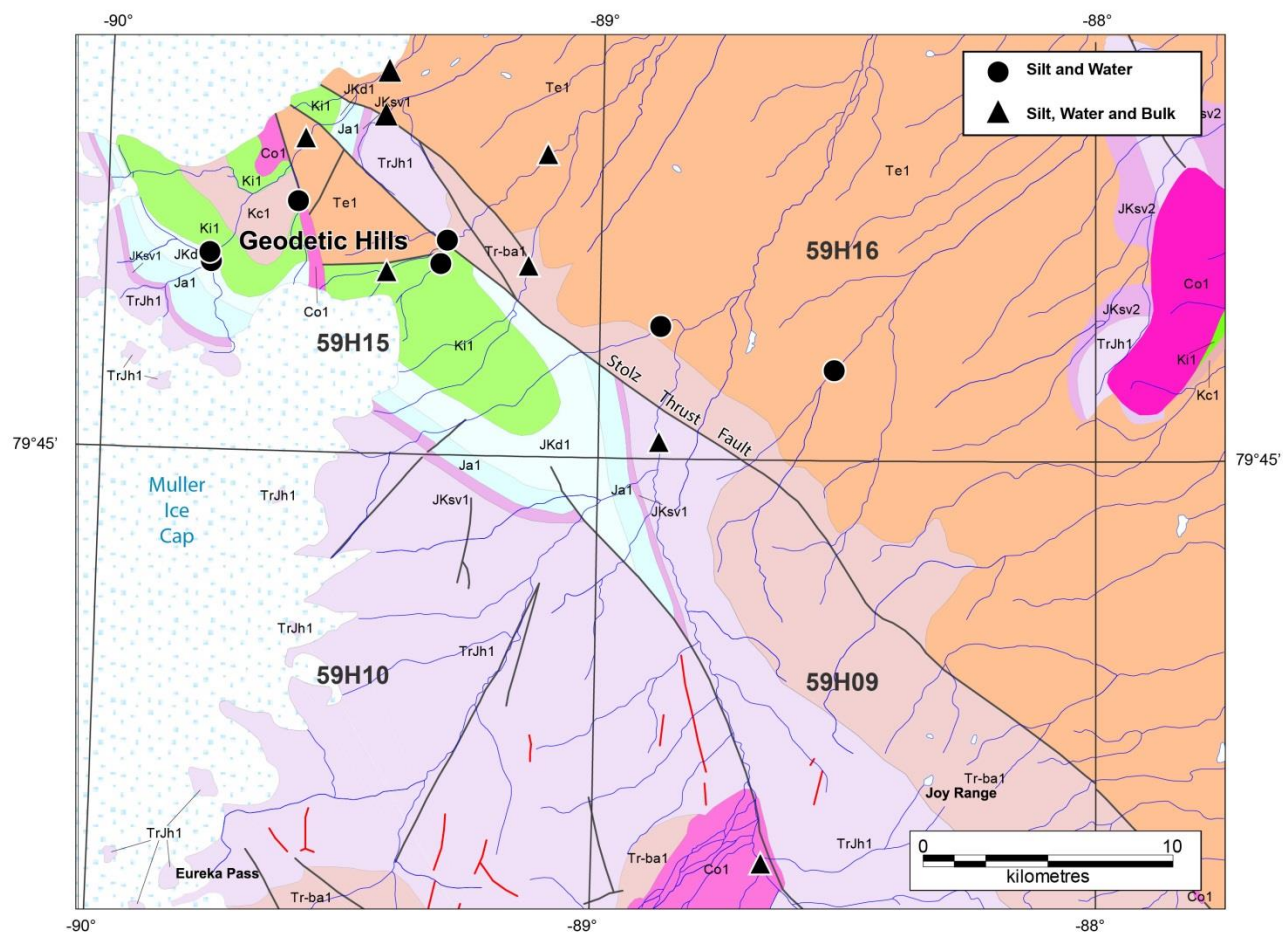 -90°
-89°
-88°
Silt and Water
Silt, Water and Bulk
JKd1
JKsv1
Te1
Ki1
Ja1
sv2
Co1
TrJh1
Te1
Ki1
Kc1
Te1
JKsv2
Ki1
Geodetic Hills
Tr-ba1
59H16
JKsv1
JKd
Ja1
Co1
TrJh1
Co1
JKsv2
59H15
Ki1
TrJh1
Ki1
TrJh1
Stolz Thrust Fault
Kc1
79°45'
JKd1
79°45'
Ja1
Muller
Ice
Cap
TrJh1
JKsv1
Ja1
JKsv1
TrJh1
TrJh1
59H10
59H09
Tr-ba1
Joy Range
TrJh1
TrJh1
0
10
kilometres
Tr-ba1
Co1
Eureka Pass
Tr-ba1
Co1
-90°
-89°
-88°